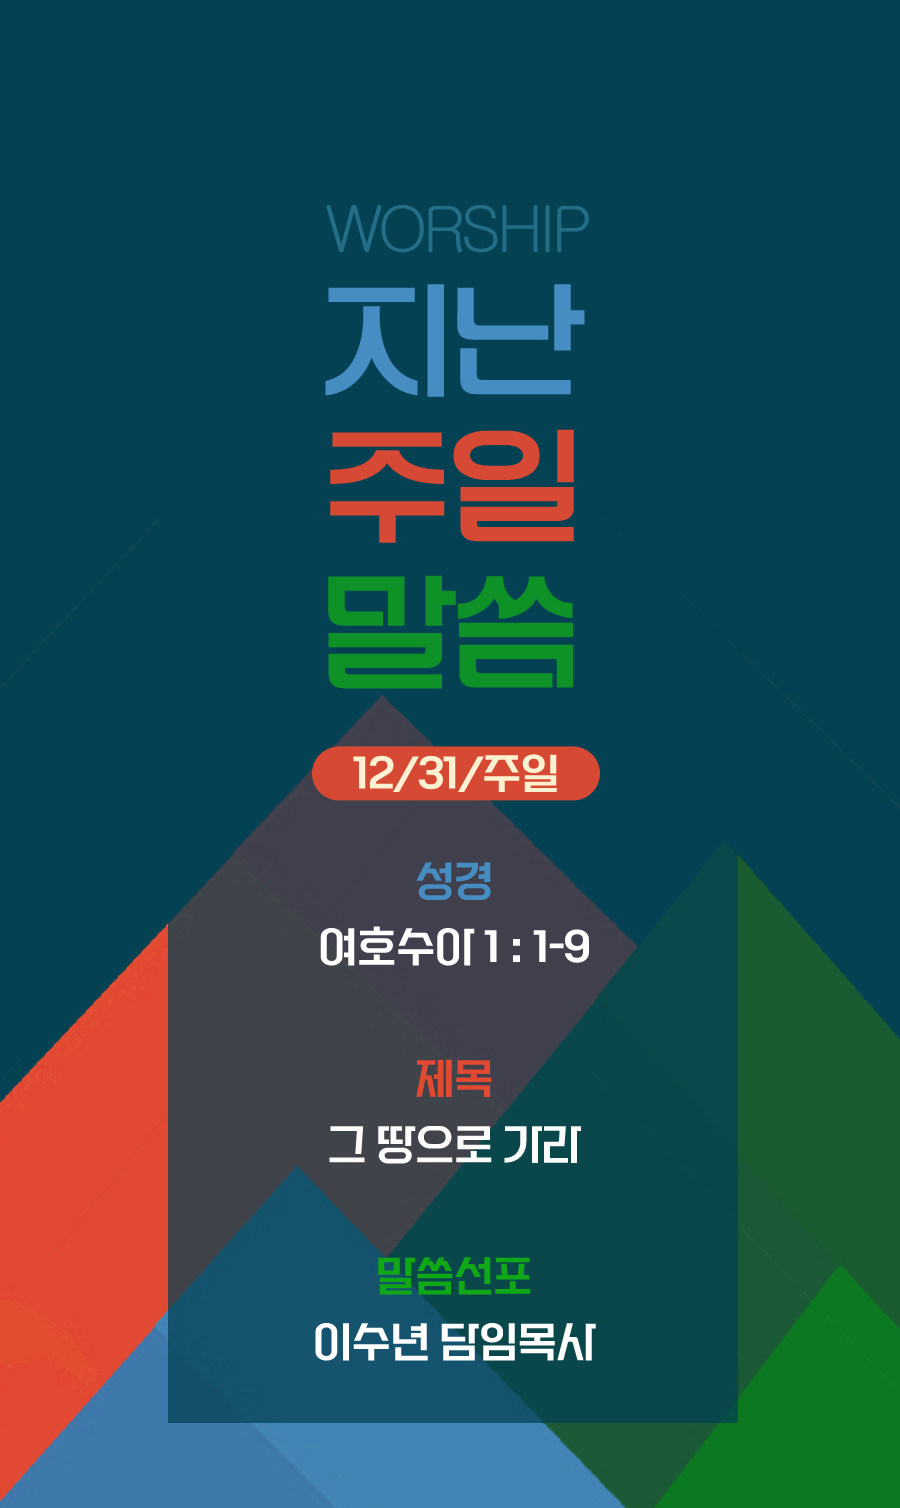 WORSHIP
지난
주일
말씀
12/31/주일
성경
여호수아 1 : 1-9
제목
그 땅으로 가라
말씀선포
이수년 담임목사